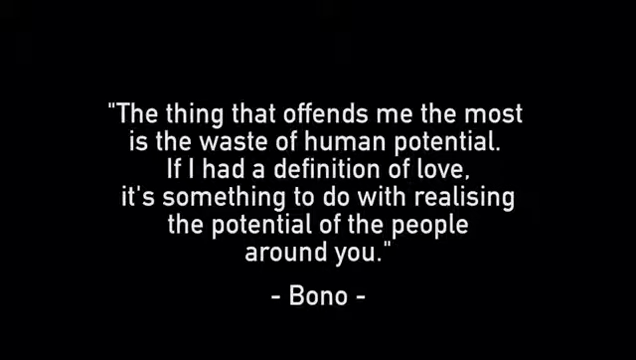 "The thing that offends me the most
is the waste of human potential.
If I had a definition of love,
it's something to do with realising
the potential of the people
around you."
- Bono -